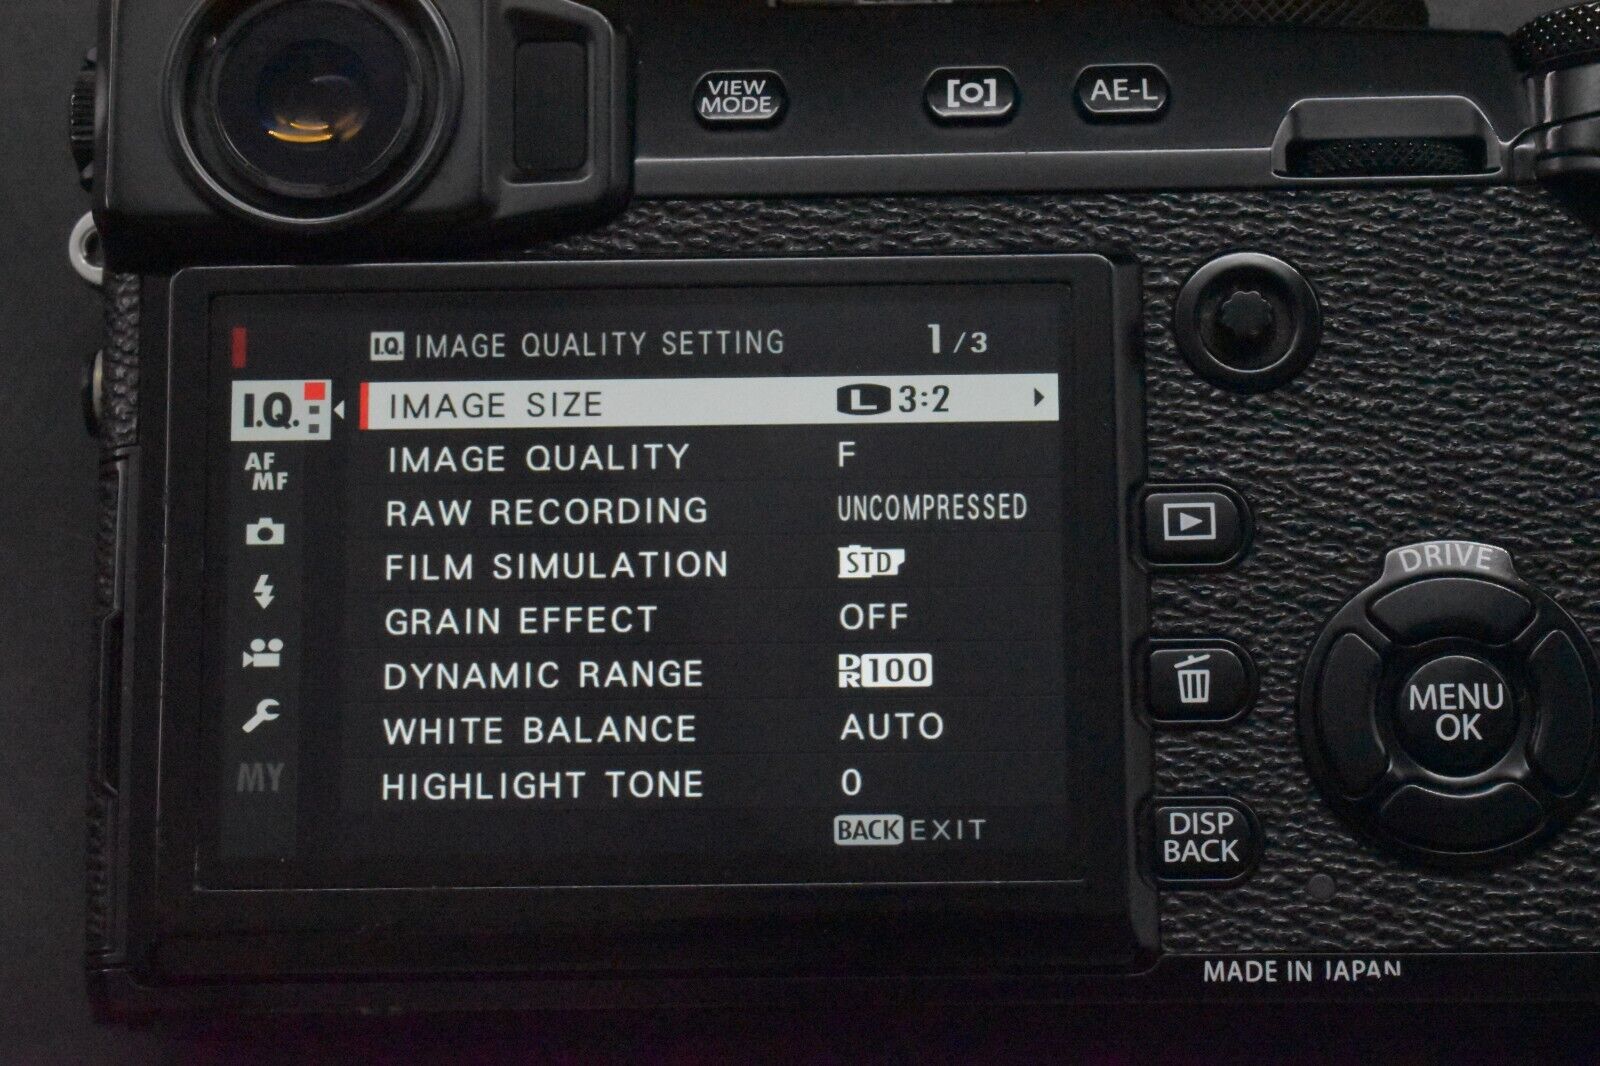 VIEW
MODE
AE-L
I.Q. IMAGE QUALITY SETTING 1/3
I.Q.
IMAGE SIZE L 3:2
AF
MF
IMAGE QUALITY F
RAW RECORDING UNCOMPRESSED
FILM SIMULATION STD
GRAIN EFFECT OFF
DYNAMIC RANGE DR100
WHITE BALANCE AUTO
MY
HIGHLIGHT TONE 0
BACK EXIT
DRIVE
MENU
OK
DISP
BACK
MADE IN JAPAN